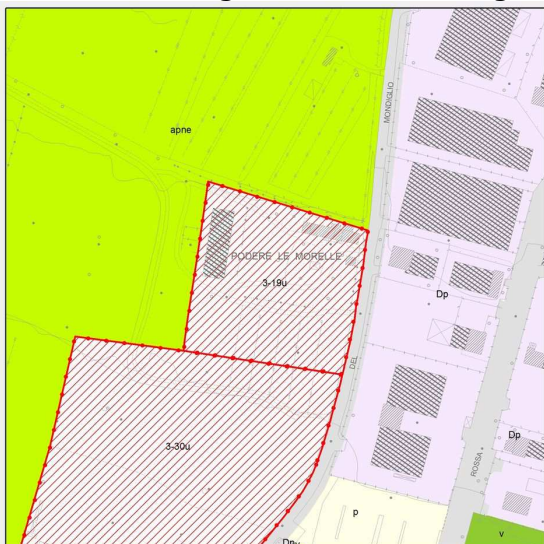 apne
MONDIGLIO
PODERE LE MORELLE
3-19u
Dp
DEL
3-30u
ROSSA
Dp
p
v